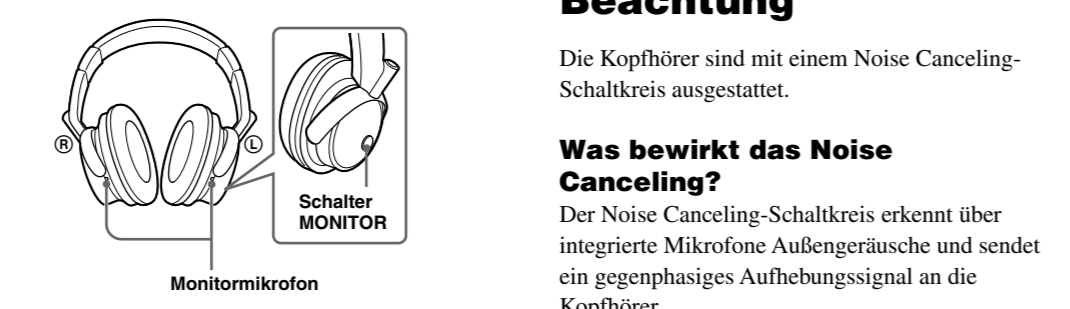 R
L
Schalter
MONITOR
Monitormikrofon
Beachtung
Die Kopfhörer sind mit einem Noise Canceling-
Schaltkreis ausgestattet.
Was bewirkt das Noise
Canceling?
Der Noise Canceling-Schaltkreis erkennt über
integrierte Mikrofone Außengeräusche und sendet
ein gegenphasiges Aufhebungssignal an die
Kopfhörer.